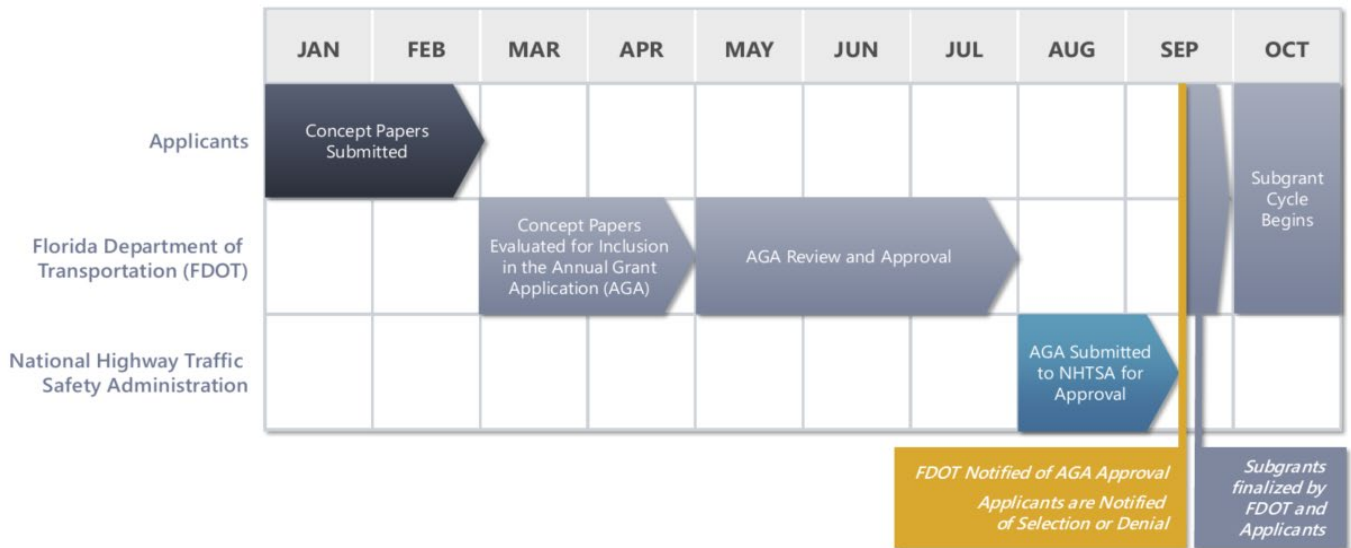 JAN FEB MAR APR MAY JUN JUL AUG SEP OCT
Applicants
Concept Papers
Submitted
Florida Department of
Transportation (FDOT)
Concept Papers
Evaluated for Inclusion
in the Annual Grant
Application (AGA)
AGA Review and Approval
Subgrant
Cycle
Begins
National Highway Traffic
Safety Administration
AGA Submitted
to NHTSA for
Approval
FDOT Notified of AGA Approval
Applicants are Notified
of Selection or Denial
Subgrants
finalized by
FDOT and
Applicants